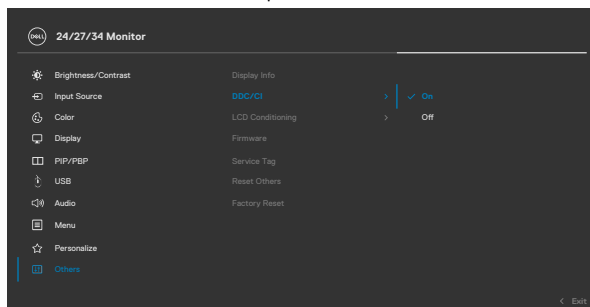 DELL
24/27/34 Monitor
Brightness/Contrast
Display Info
Input Source
DDC/CI
On
Color
LCD Conditioning
Off
Display
Firmware
PIP/PBP
Service Tag
USB
Reset Others
Audio
Factory Reset
Menu
Personalize
Others
Exit